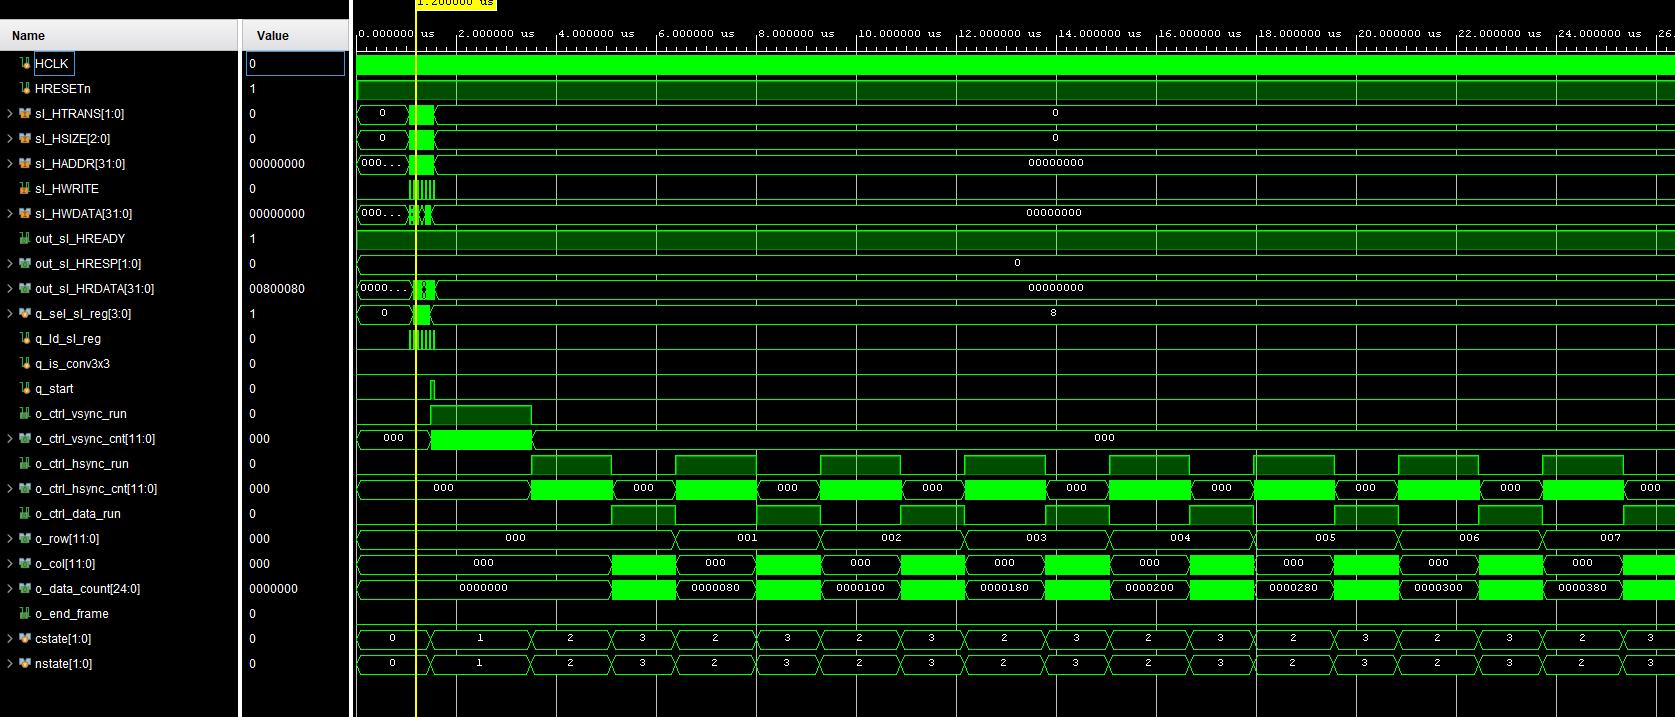 1.200000 us
Name Value
0.000000 us 2.000000 us 4.000000 us 6.000000 us 8.000000 us 10.000000 us 12.000000 us 14.000000 us 16.000000 us 18.000000 us 20.000000 us 22.000000 us 24.000000 us 26.
HCLK 0
HRESETn 1
sl_HTRANS[1:0] 0 0 0
sl_HSIZE[2:0] 0 0 0
sl_HADDR[31:0] 00000000 000... 00000000
sl_HWRITE 0
sl_HWDATA[31:0] 00000000 000... 00000000
out_sl_HREADY 1
out_sl_HRESP[1:0] 0 0
out_sl_HRDATA[31:0] 00800080 0000... 00000000
q_sel_sl_reg[3:0] 1 0 8
q_ld_sl_reg 0
q_is_conv3x3 0
q_start 0
o_ctrl_vsync_run 0
o_ctrl_vsync_cnt[11:0] 000 000 000
o_ctrl_hsync_run 0
o_ctrl_hsync_cnt[11:0] 000 000 000 000 000 000 000 000 000 000
o_ctrl_data_run 0
o_row[11:0] 000 000 001 002 003 004 005 006 007
o_col[11:0] 000 000 000 000 000 000 000 000 000
o_data_count[24:0] 0000000 0000000 0000080 0000100 0000180 0000200 0000280 0000300 0000380
o_end_frame 0
cstate[1:0] 0 0 1 2 3 2 3 2 3 2 3 2 3 2 3 2 3 2 3
nstate[1:0] 0 0 1 2 3 2 3 2 3 2 3 2 3 2 3 2 3 2 3